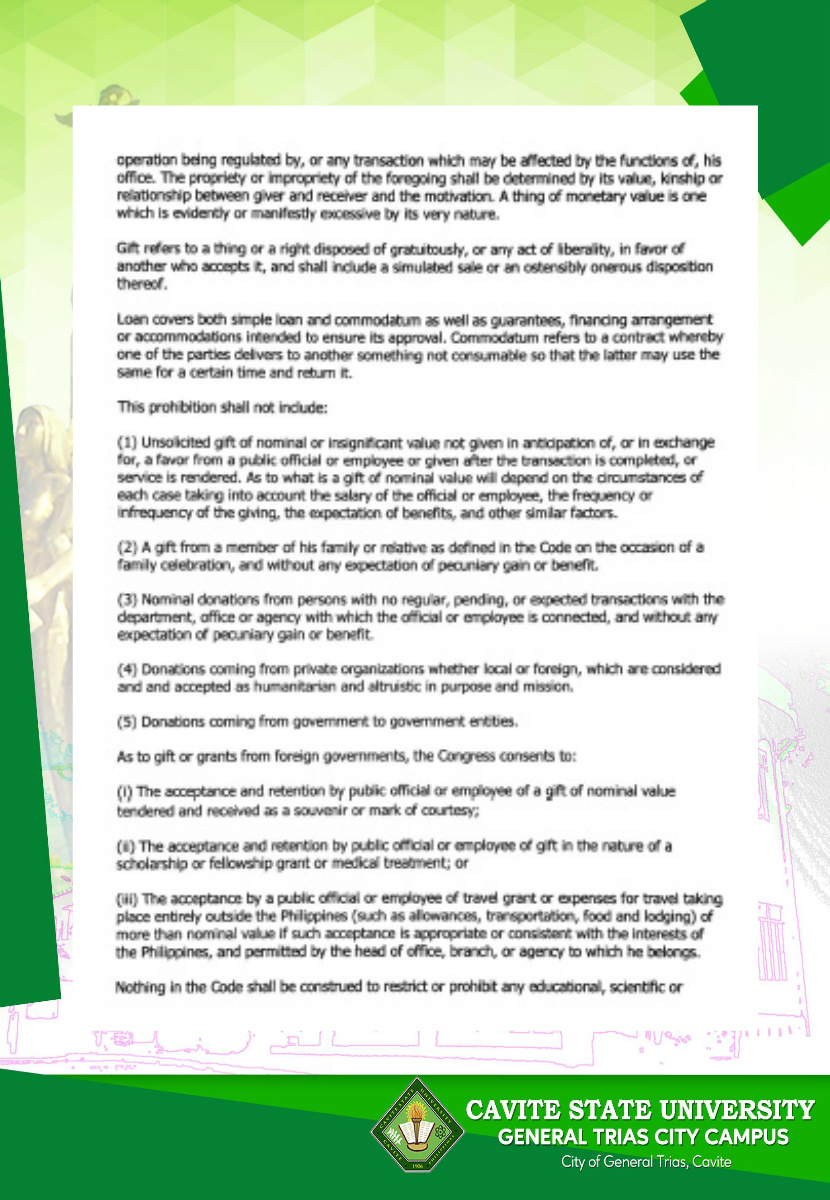 operation being regulated by, or any transaction which may be affected by the functions of, his
office. The propriety or impropriety of the foregoing shall be determined by its value, kinship or
relationship between giver and receiver and the motivation. A thing of monetary value is one
which is evidently or manifestly excessive by its very nature.
Gift refers to a thing or a right disposed of gratuitously, or any act of liberality, in favor of
another who accepts it, and shall include a simulated sale or an ostensibly onerous disposition
thereof.
Loan covers both simple loan and commodatum as well as guarantees, financing arrangement
or accommodations intended to ensure its approval. Commodatum refers to a contract whereby
one of the parties delivers to another something not consumable so that the latter may use the
same for a certain time and return it.
This prohibition shall not include:
(1) Unsolicited gift of nominal or insignificant value not given in anticipation of, or in exchange
for, a favor from a public official or employee or given after the transaction is completed, or
service is rendered. As to what is a gift of nominal value will depend on the circumstances of
each case taking into account the salary of the official or employee, the frequency or
infrequency of the giving, the expectation of benefits, and other similar factors.
(2) A gift from a member of his family or relative as defined in the Code on the occasion of a
family celebration, and without any expectation of pecuniary gain or benefit.
(3) Nominal donations from persons with no regular, pending, or expected transactions with the
department, office or agency with which the official or employee is connected, and without any
expectation of pecuniary gain or benefit.
(4) Donations coming from private organizations whether local or foreign, which are considered
and and accepted as humanitarian and altruistic in purpose and mission.
(5) Donations coming from government to government entities.
As to gift or grants from foreign governments, the Congress consents to:
(i) The acceptance and retention by public official or employee of a gift of nominal value
tendered and received as a souvenir or mark of courtesy;
(ii) The acceptance and retention by public official or employee of gift in the nature of a
scholarship or fellowship grant or medical treatment; or
(iii) The acceptance by a public official or employee of travel grant or expenses for travel taking
place entirely outside the Philippines (such as allowances, transportation, food and lodging) of
more than nominal value if such acceptance is appropriate or consistent with the interests of
the Philippines, and permitted by the head of office, branch, or agency to which he belongs.
Nothing in the Code shall be construed to restrict or prohibit any educational, scientific or
CAVITE STATE UNIVERSITY
GENERAL TRIAS CITY CAMPUS
City of General Trias, Cavite
1906